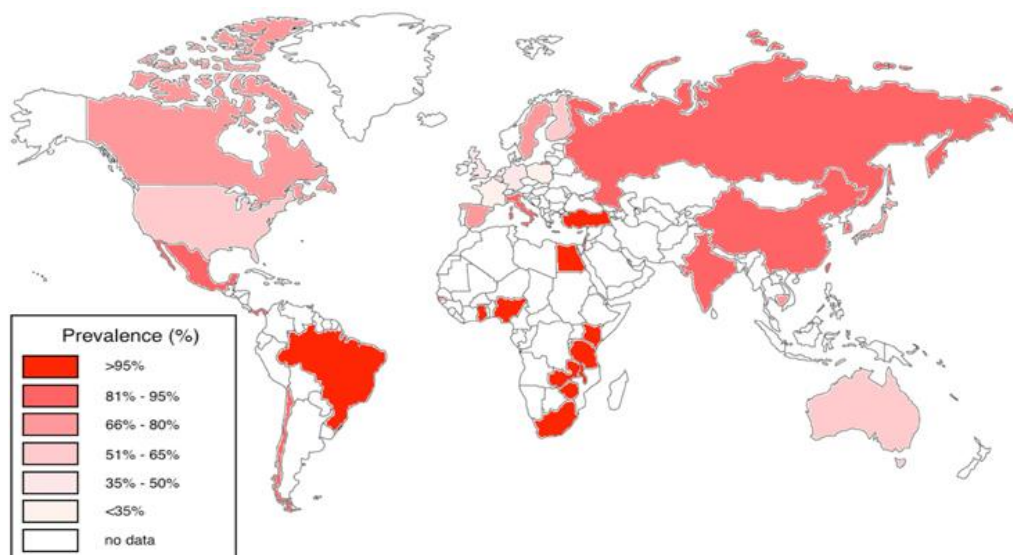 Prevalence (%)
>95%
81% - 95%
66% - 80%
51% - 65%
35% - 50%
<35%
no data